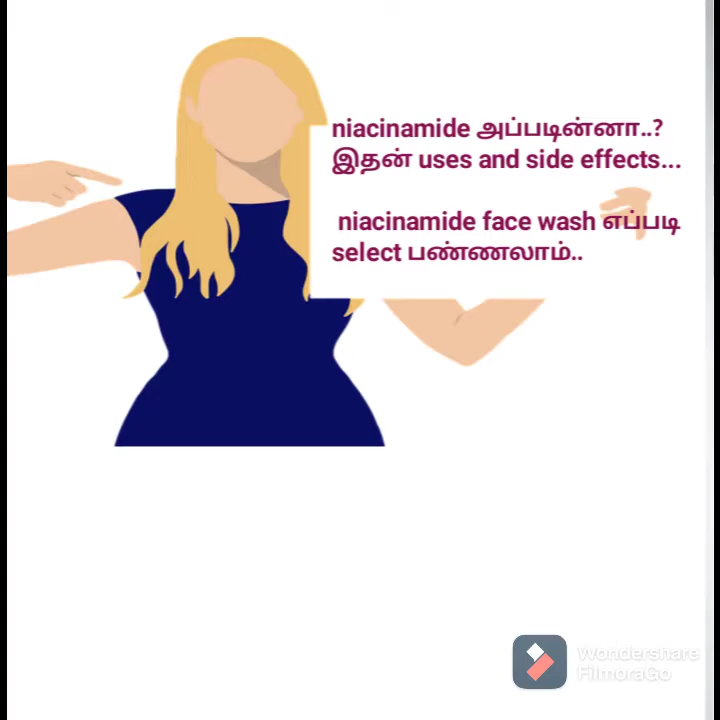 niacinamide அப்படின்னா..?
இதன் uses and side effects...
niacinamide face wash எப்படி
select பண்ணலாம்..
Wondershare
FilmoraGo